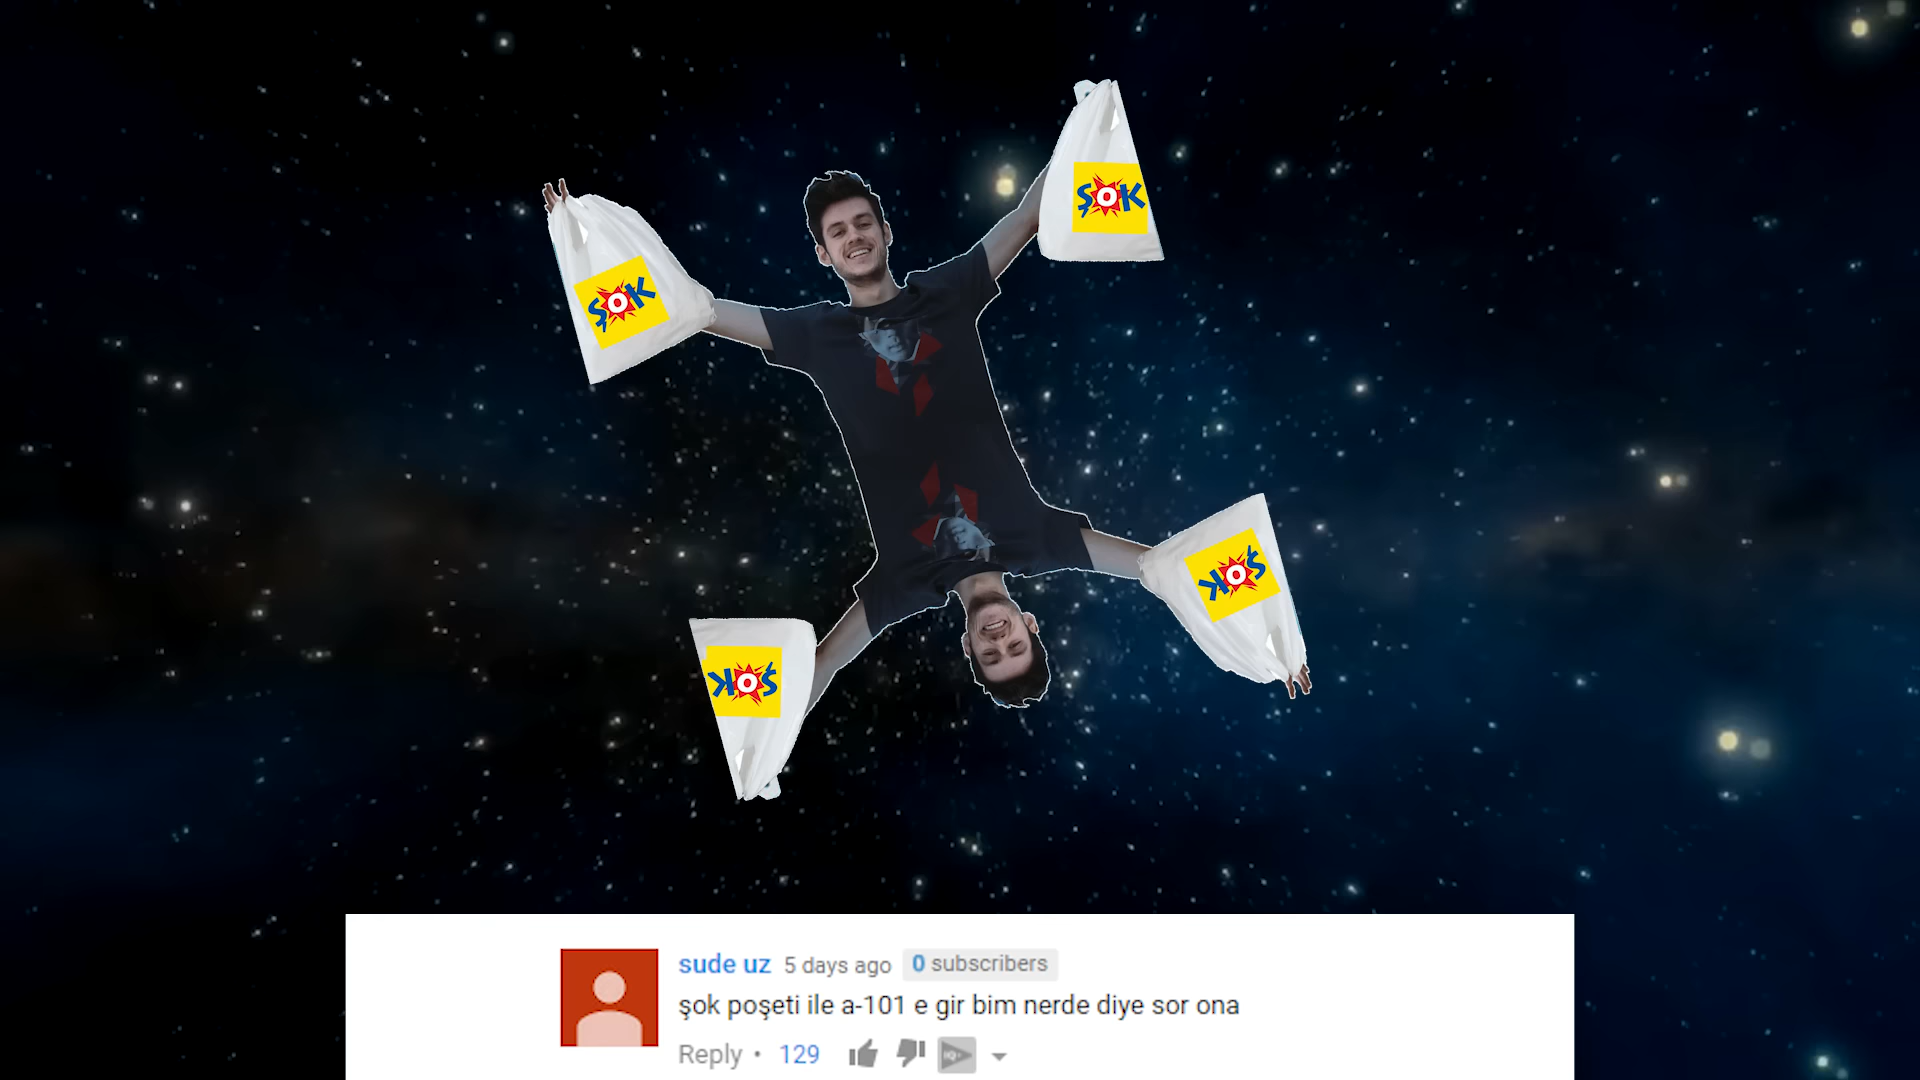 ŞOK
ŞOK
ŞOK
ŞOK
sude uz 5 days ago 0 subscribers
şok poşeti ile a-101 e gir bim nerde diye sor ona
Reply • 129